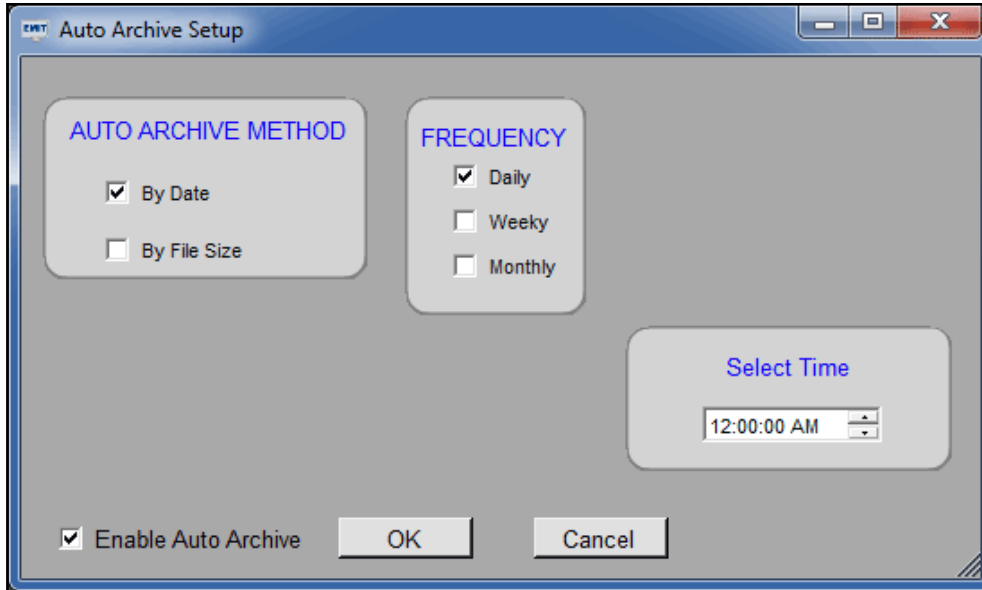 EMIT Auto Archive Setup
AUTO ARCHIVE METHOD
By Date
By File Size
FREQUENCY
Daily
Weeky
Monthly
Select Time
12:00:00 AM
Enable Auto Archive
OK
Cancel